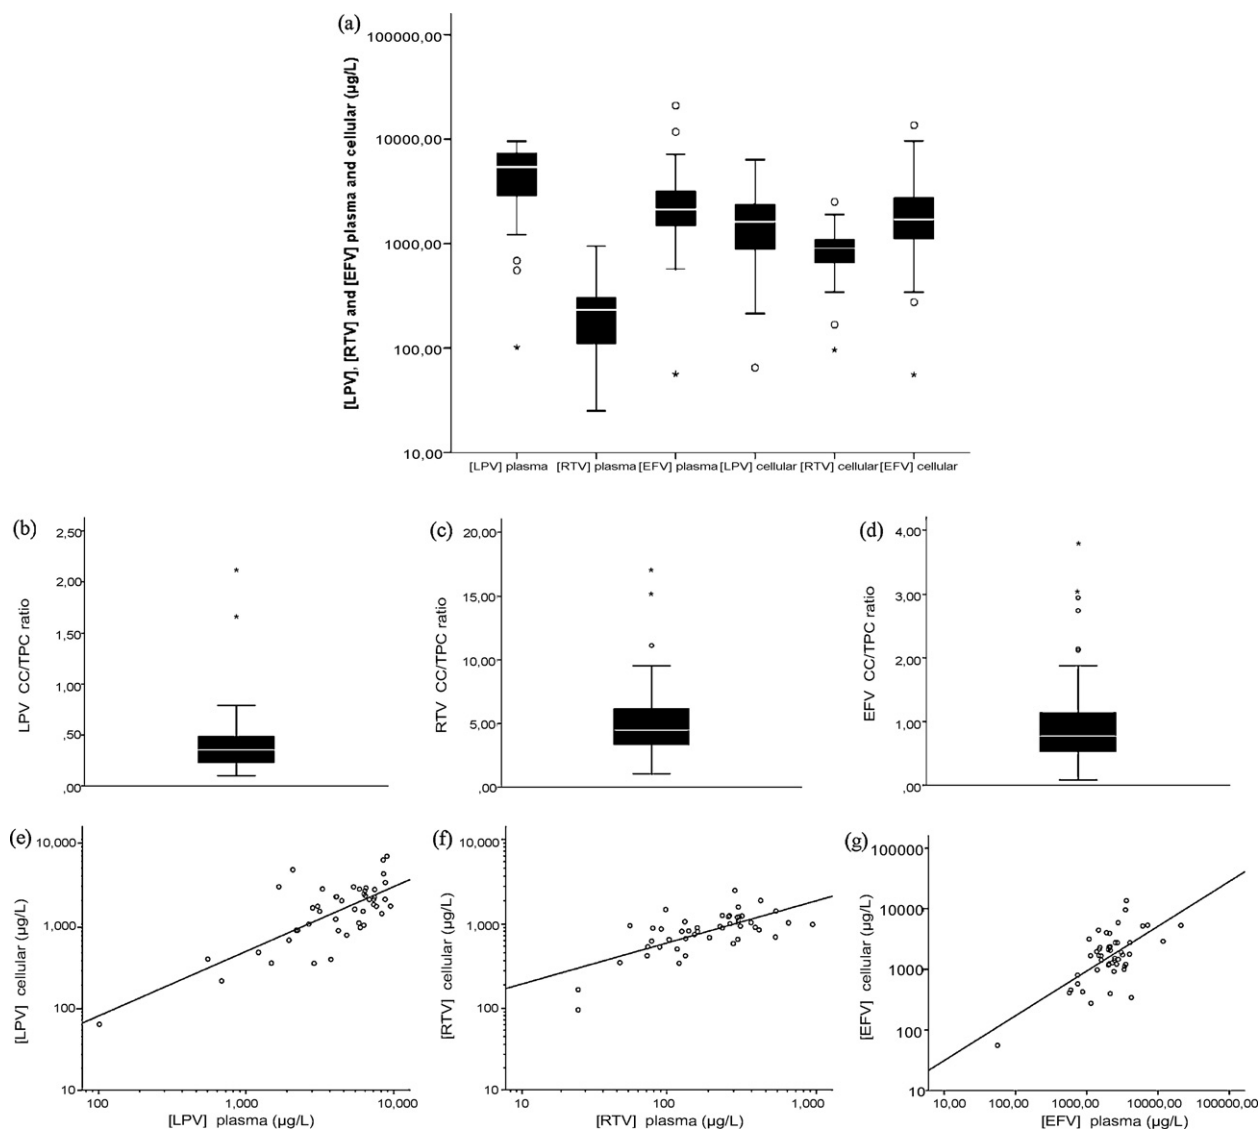 (a)
[LPV], [RTV] and [EFV] plasma and cellular (µg/L)
100000,00
10000,00
1000,00
100,00
10,00
[LPV] plasma [RTV] plasma [EFV] plasma [LPV] cellular [RTV] cellular [EFV] cellular
(b)
LPV CC/TPC ratio
2,50
2,00
1,50
1,00
,50
,00
(c)
RTV CC/TPC ratio
20,00
15,00
10,00
5,00
,00
(d)
EFV CC/TPC ratio
4,00
3,00
2,00
1,00
,00
(e)
[LPV] cellular (µg/L)
10,000
1,000
100
10
100 1,000 10,000
[LPV] plasma (µg/L)
(f)
[RTV] cellular (µg/L)
10,000
1,000
100
10
10 100 1,000
[RTV] plasma (µg/L)
(g)
[EFV] cellular (µg/L)
100000
10000
1000
100
10
10,00 100,00 1000,00 10000,00 100000,00
[EFV] plasma (µg/L)